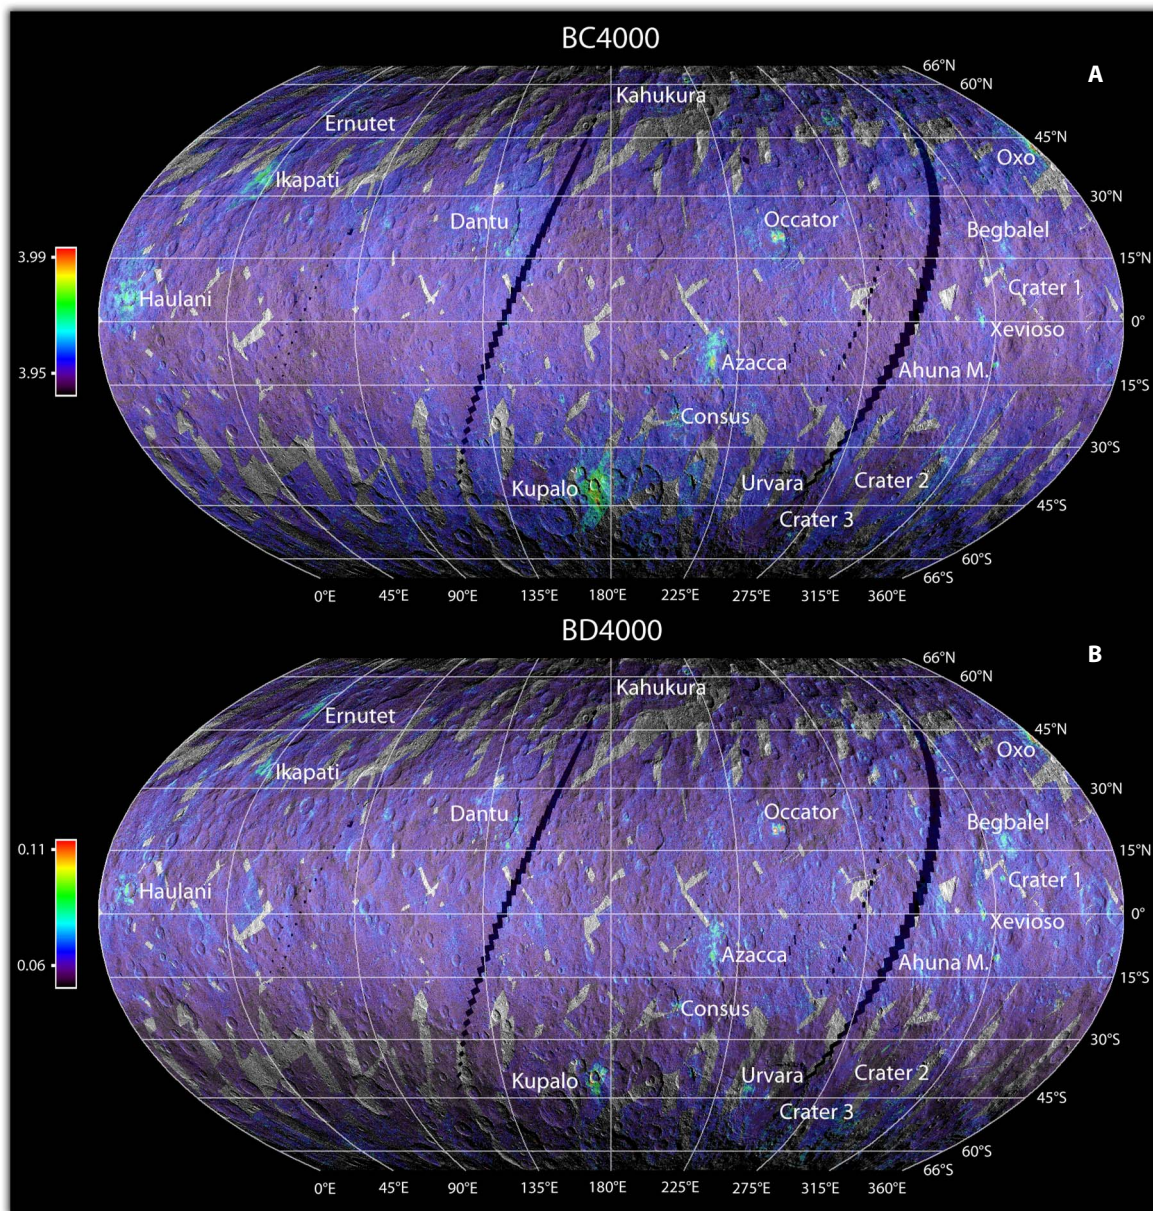 BC4000
A
66°N
60°N
Kahukura
Ernutet
45°N
Oxo
Ikapati
30°N
Dantu
Occator
Begbalel
3.99
15°N
Haulani
Crater 1
0°
Xevioso
Azacca
Ahuna M.
3.95
15°S
Consus
30°S
Kupalo
Urvara
Crater 2
45°S
Crater 3
60°S
66°S
0°E 45°E 90°E 135°E 180°E 225°E 275°E 315°E 360°E
BD4000
B
66°N
60°N
Kahukura
Ernutet
45°N
Oxo
Ikapati
30°N
Dantu
Occator
Begbalel
0.11
15°N
Haulani
Crater 1
0°
Xevioso
Azacca
Ahuna M.
0.06
15°S
Consus
30°S
Kupalo
Urvara
Crater 2
45°S
Crater 3
60°S
66°S
0°E 45°E 90°E 135°E 180°E 225°E 275°E 315°E 360°E